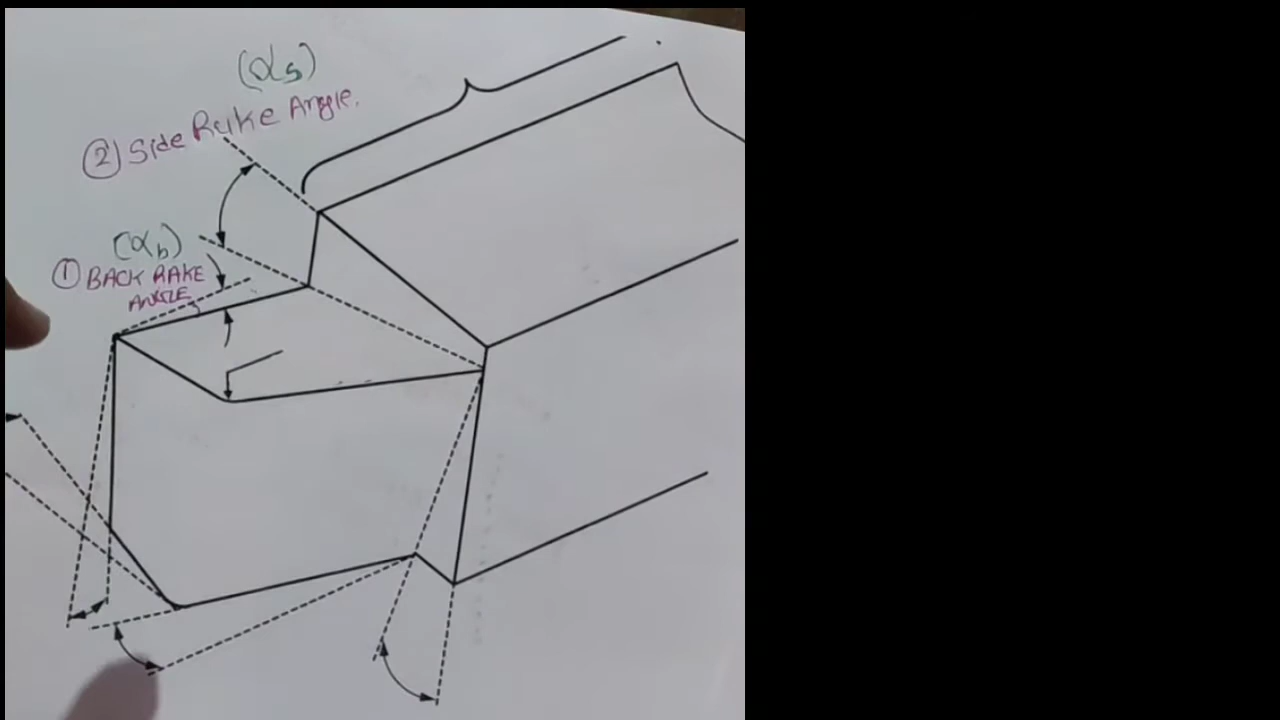 (αs)
② Side Rake Angle.
(αb)
① BACK RAKE
ANGLE